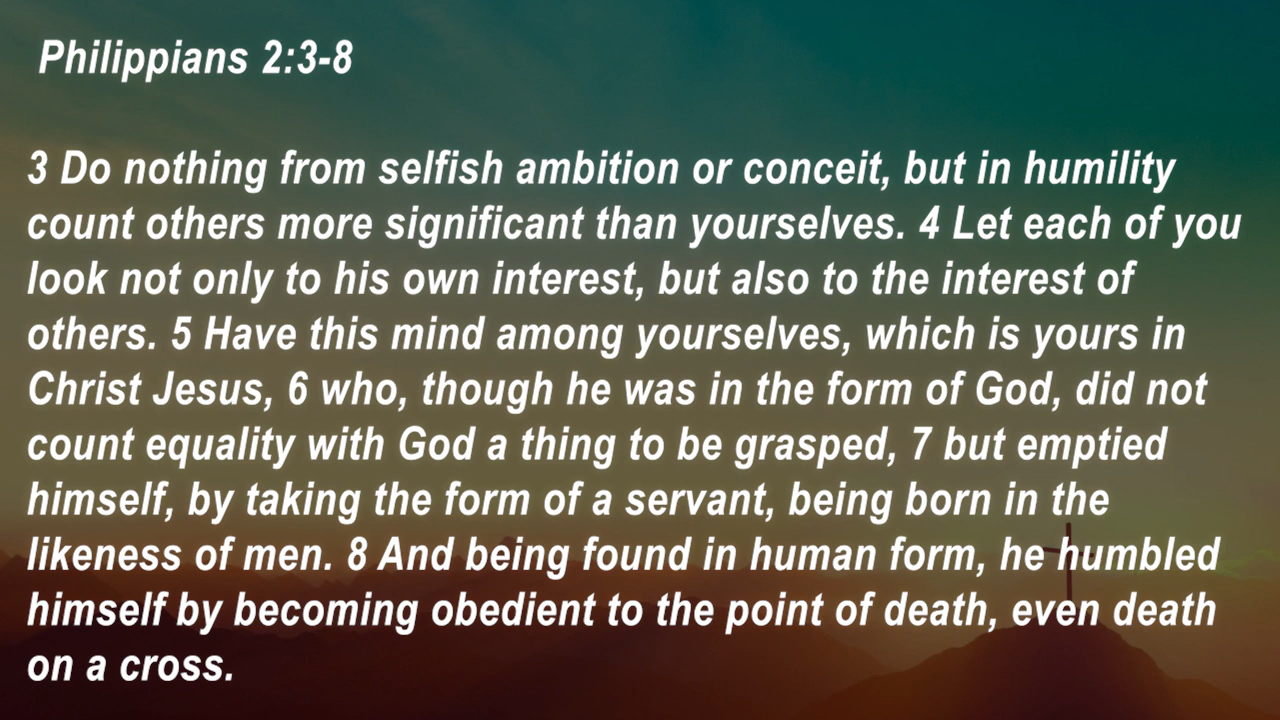 Philippians 2:3-8
3 Do nothing from selfish ambition or conceit, but in humility
count others more significant than yourselves. 4 Let each of you
look not only to his own interest, but also to the interest of
others. 5 Have this mind among yourselves, which is yours in
Christ Jesus, 6 who, though he was in the form of God, did not
count equality with God a thing to be grasped, 7 but emptied
himself, by taking the form of a servant, being born in the
likeness of men. 8 And being found in human form, he humbled
himself by becoming obedient to the point of death, even death
on a cross.